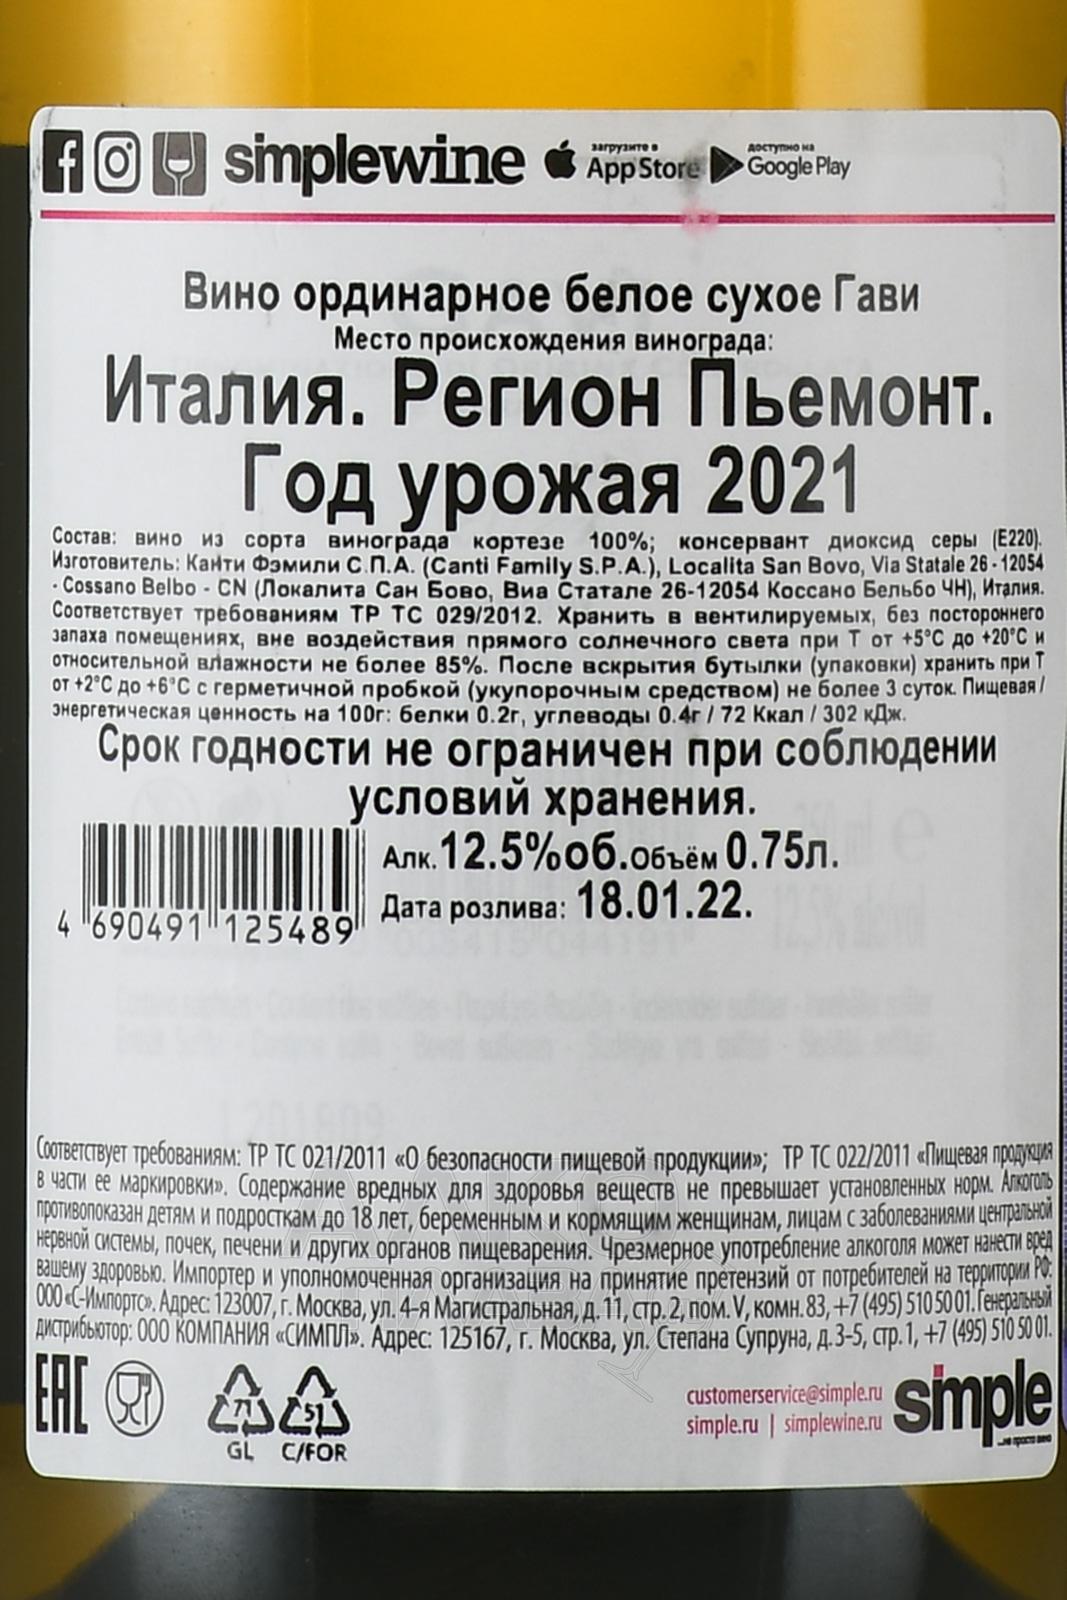 simplewine загрузите в App Store доступно на Google Play
Вино ординарное белое сухое Гави
Место происхождения винограда:
Италия. Регион Пьемонт.
Год урожая 2021
Состав: вино из сорта винограда кортезе 100%; консервант диоксид серы (Е220).
Изготовитель: Канти Фэмили С.П.А. (Canti Family S.P.A.), Localita San Bovo, Via Statale 26 - 12054
- Cossano Belbo - CN (Локалита Сан Бово, Виа Статале 26-12054 Коссано Бельбо ЧН), Италия.
Соответствует требованиям ТР ТС 029/2012. Хранить в вентилируемых, без постороннего
запаха помещениях, вне воздействия прямого солнечного света при Т от +5°С до +20°С и
относительной влажности не более 85%. После вскрытия бутылки (упаковки) хранить при Т
от +2°С до +6°С с герметичной пробкой (укупорочным средством) не более 3 суток. Пищевая/
энергетическая ценность на 100г: белки 0.2г, углеводы 0.4г / 72 Ккал / 302 кДж.
Срок годности не ограничен при соблюдении
условий хранения.
Алк. 12.5%об. Объём 0.75л.
Дата розлива: 18.01.22.
4 690491 125489
Соответствует требованиям: ТР ТС 021/2011 «О безопасности пищевой продукции»; ТР ТС 022/2011 «Пищевая продукция
в части ее маркировки». Содержание вредных для здоровья веществ не превышает установленных норм. Алкоголь
противопоказан детям и подросткам до 18 лет, беременным и кормящим женщинам, лицам с заболеваниями центральной
нервной системы, почек, печени и других органов пищеварения. Чрезмерное употребление алкоголя может нанести вред
вашему здоровью. Импортер и уполномоченная организация на принятие претензий от потребителей на территории РФ:
ООО «С-Импортс». Адрес: 123007, г. Москва, ул. 4-я Магистральная, д. 11, стр. 2, пом. V, комн. 83, +7 (495) 510 50 01. Генеральный
дистрибьютор: ООО КОМПАНИЯ «СИМПЛ». Адрес: 125167, г. Москва, ул. Степана Супруна, д. 3-5, стр. 1, +7 (495) 510 50 01.
EAC
71 GL
51 C/FOR
customerservice@simple.ru
simple.ru | simplewine.ru
simple
...не просто вино